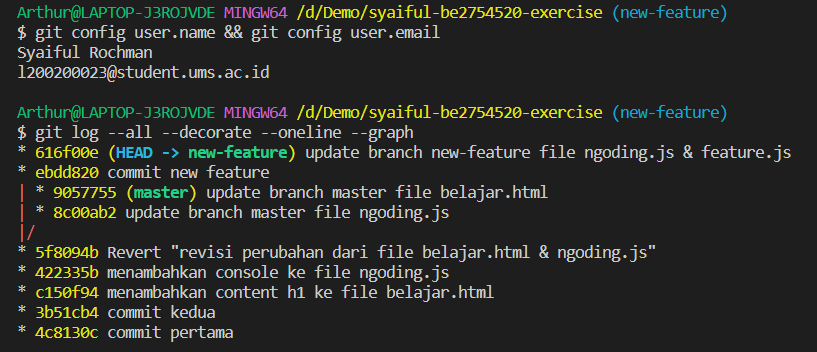 Arthur@LAPTOP-J3ROJVDE MINGW64 /d/Demo/syaiful-be2754520-exercise (new-feature)
$ git config user.name && git config user.email
Syaiful Rochman
l200200023@student.ums.ac.id
Arthur@LAPTOP-J3ROJVDE MINGW64 /d/Demo/syaiful-be2754520-exercise (new-feature)
$ git log --all --decorate --oneline --graph
* 616f00e (HEAD -> new-feature) update branch new-feature file ngoding.js & feature.js
* ebdd820 commit new feature
| * 9057755 (master) update branch master file belajar.html
| * 8c00ab2 update branch master file ngoding.js
|/
* 5f8094b Revert "revisi perubahan dari file belajar.html & ngoding.js"
* 422335b menambahkan console ke file ngoding.js
* c150f94 menambahkan content h1 ke file belajar.html
* 3b51cb4 commit kedua
* 4c8130c commit pertama